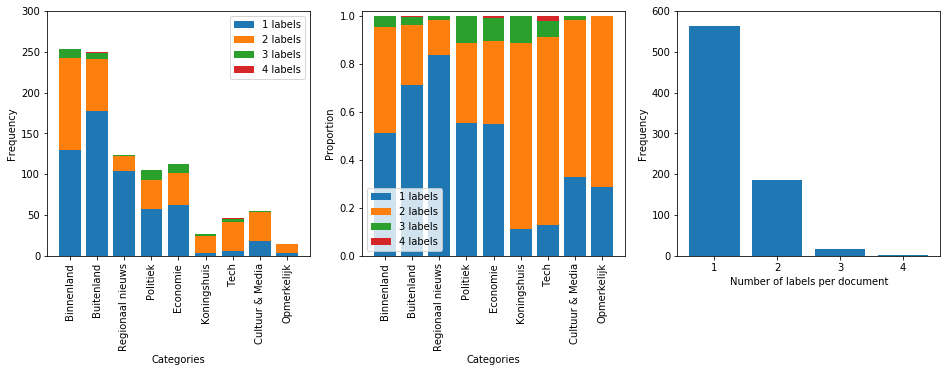 300
250
200
150
100
50
0
Frequency
1 labels
2 labels
3 labels
4 labels
Binnenland
Buitenland
Regionaal nieuws
Politiek
Economie
Koningshuis
Tech
Cultuur & Media
Opmerkelijk
Categories
1.0
0.8
0.6
0.4
0.2
0.0
Proportion
1 labels
2 labels
3 labels
4 labels
Binnenland
Buitenland
Regionaal nieuws
Politiek
Economie
Koningshuis
Tech
Cultuur & Media
Opmerkelijk
Categories
600
500
400
300
200
100
0
Frequency
1 2 3 4
Number of labels per document